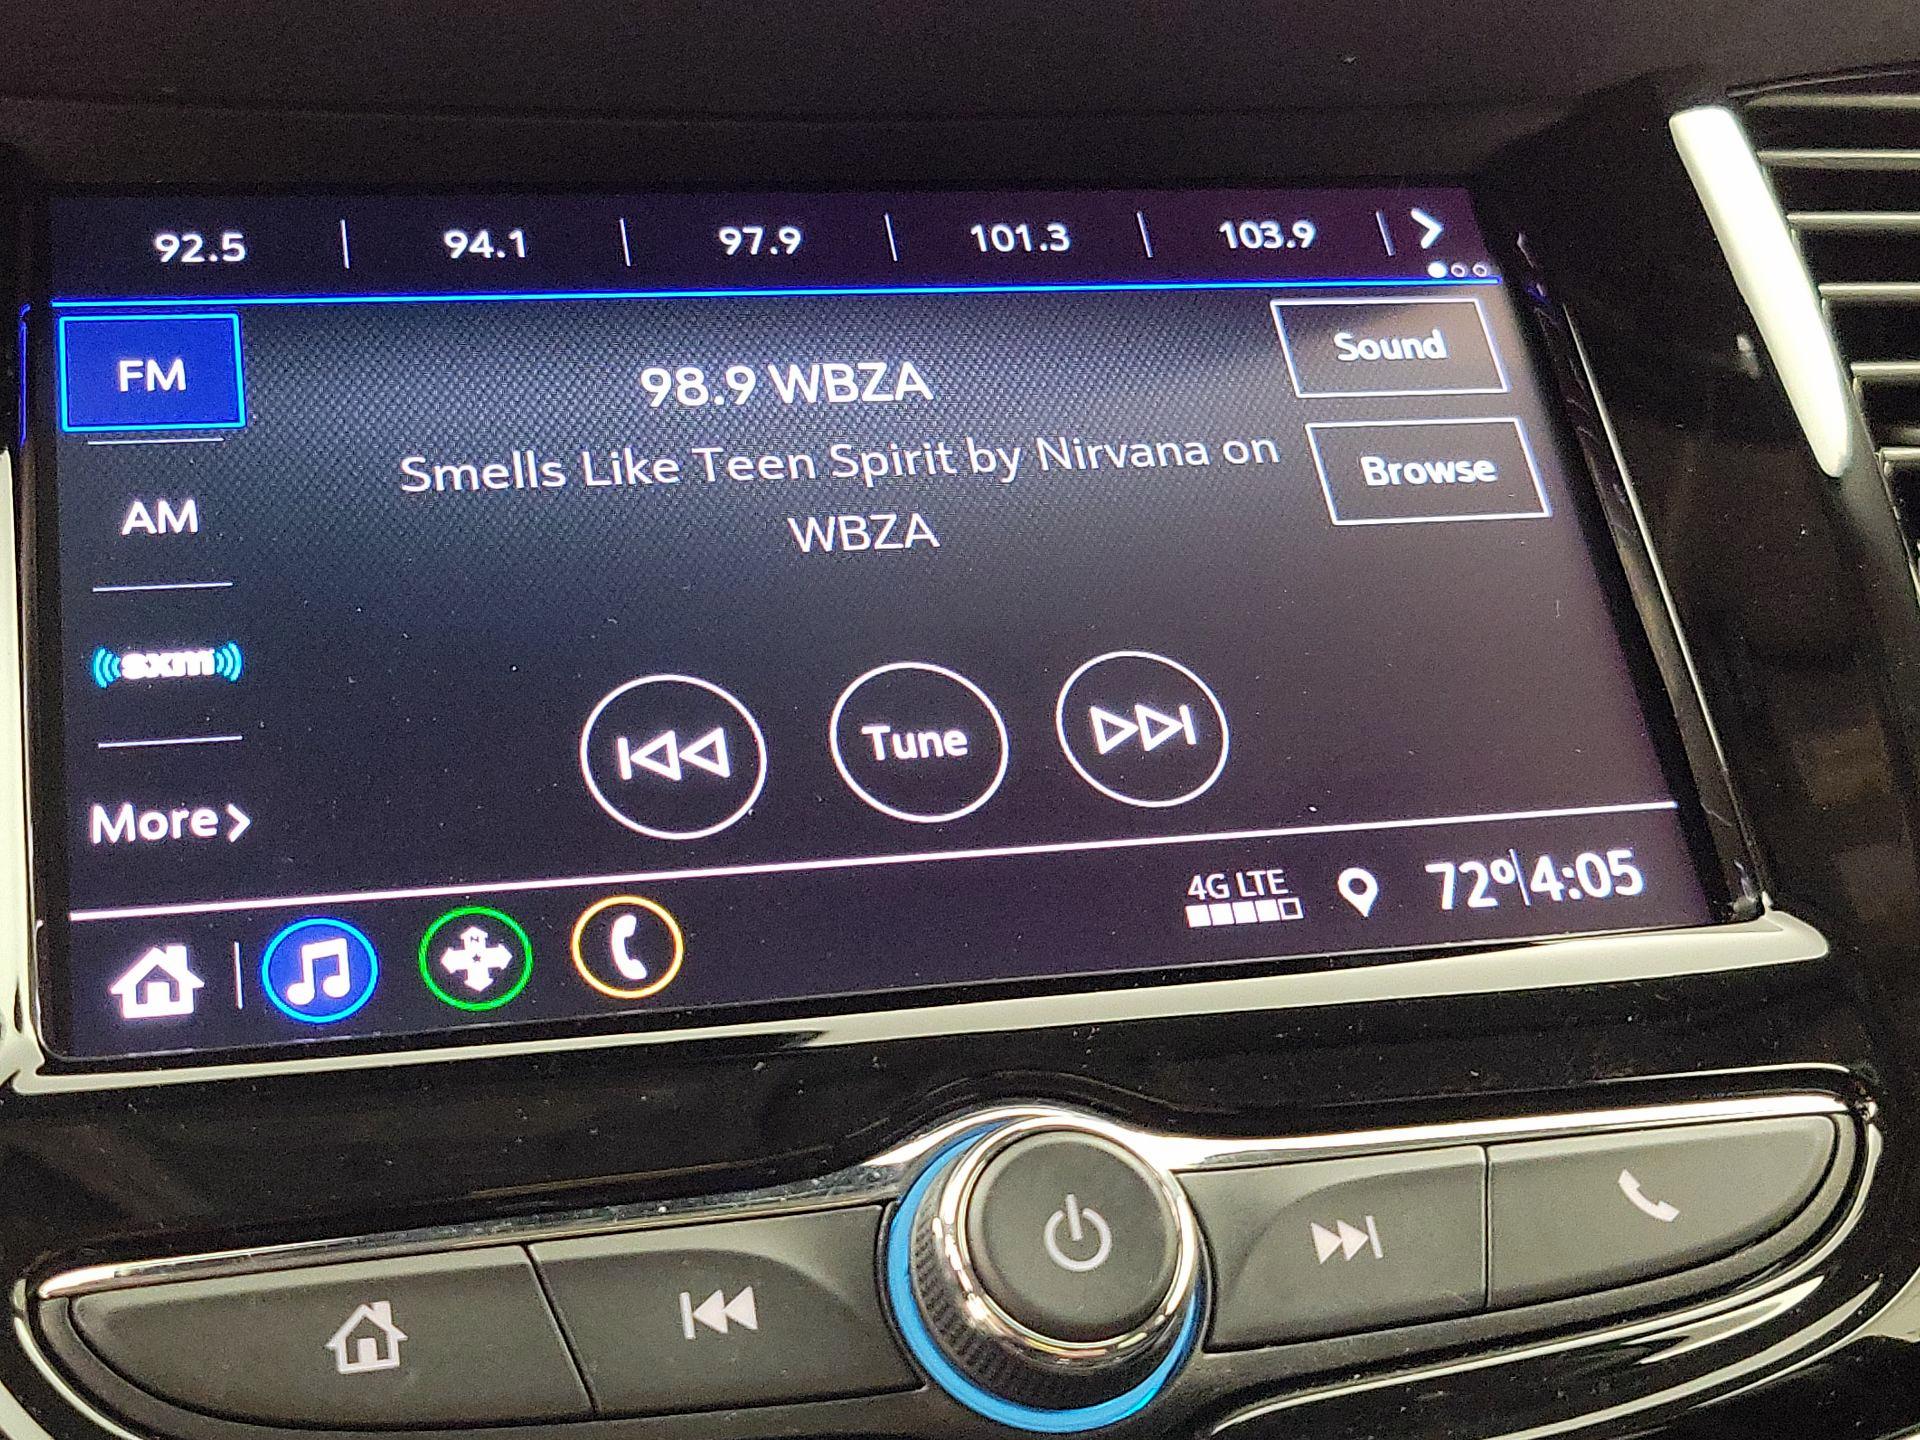 92.5 94.1 97.9 101.3 103.9
FM
98.9 WBZA
Sound
Smells Like Teen Spirit by Nirvana on
WBZA
Browse
AM
sxm
Tune
More
4G LTE
72° 4:05
N